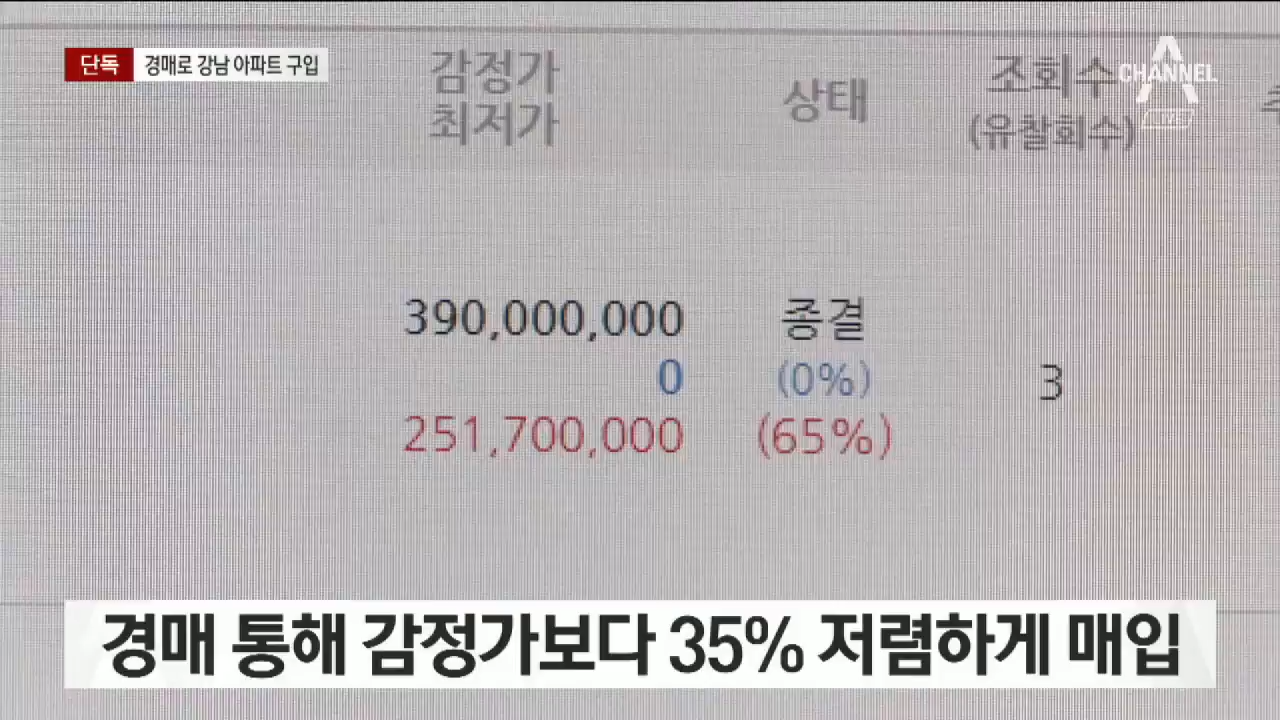 단독 경매로 강남 아파트 구입
CHANNEL
LIVE
감정가 상태 조회수
최저가 (유찰회수)
390,000,000 종결
0 (0%) 3
251,700,000 (65%)
경매 통해 감정가보다 35% 저렴하게 매입